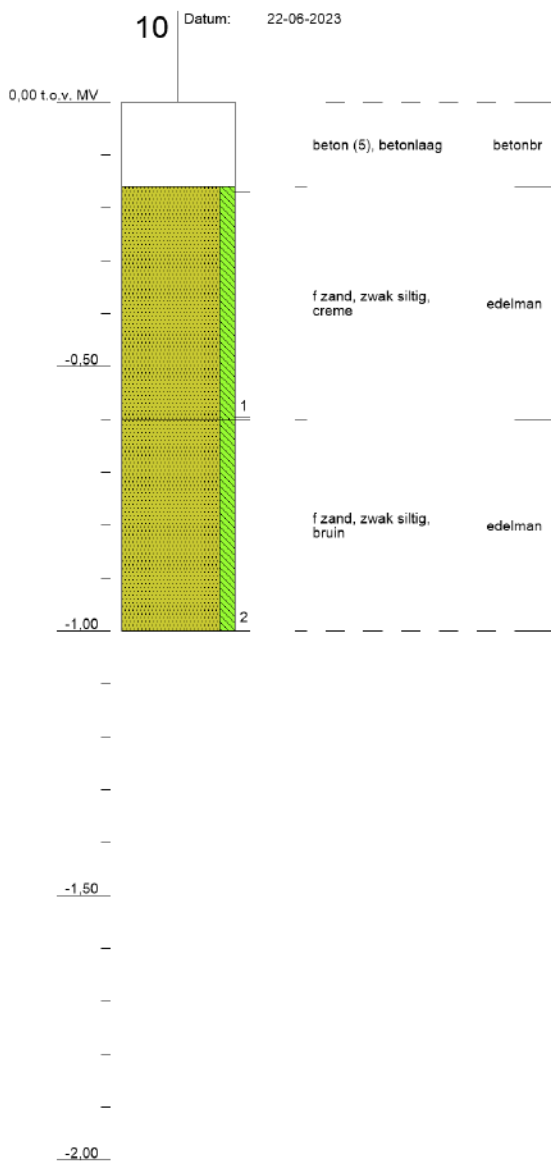 10 Datum: 22-06-2023
0,00 t.o.v. MV
beton (5), betonlaag betonbr
f zand, zwak siltig,
creme
edelman
-0,50
1
f zand, zwak siltig,
bruin
edelman
2
-1,00
-1,50
-2,00